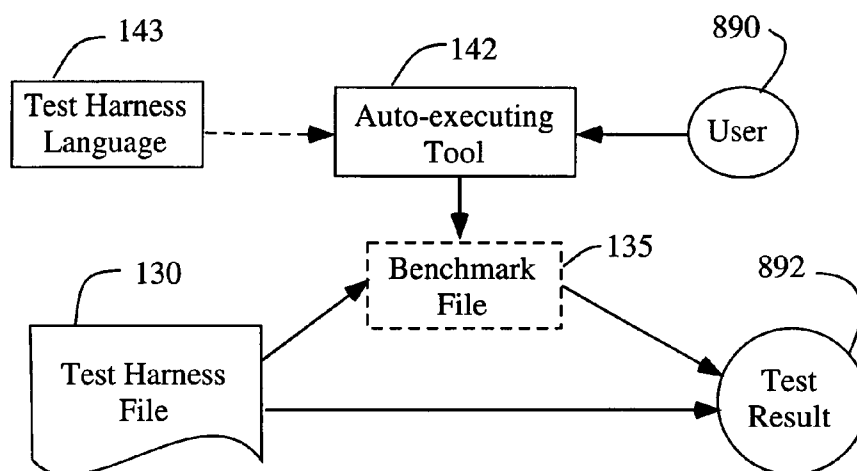 143
142
890
Test Harness
Language
Auto-executing
Tool
User
130
Benchmark
File
135
892
Test Harness
File
Test
Result